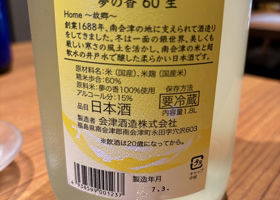 夢の香 60 生
Home 〜故郷〜
創業1688年、南会津の地に支えられて酒造り
をしてきました。冬は一面の銀世界、美しくも
厳しい寒さの風土を活かし、南会津の米と超
軟水の井戸水で醸した柔らかい日本酒です。
原材料名:米(国産)、米麹(国産米)
精米歩合:60%
原料米:夢の香100%使用
アルコール分:15%
保存方法
要冷蔵
品目 日本酒
内容量1.8L
製造者 会津酒造株式会社
福島県南会津郡南会津町永田字穴沢603
※飲酒は20歳になってから。
製造年月
7.3.
4 528599 001237